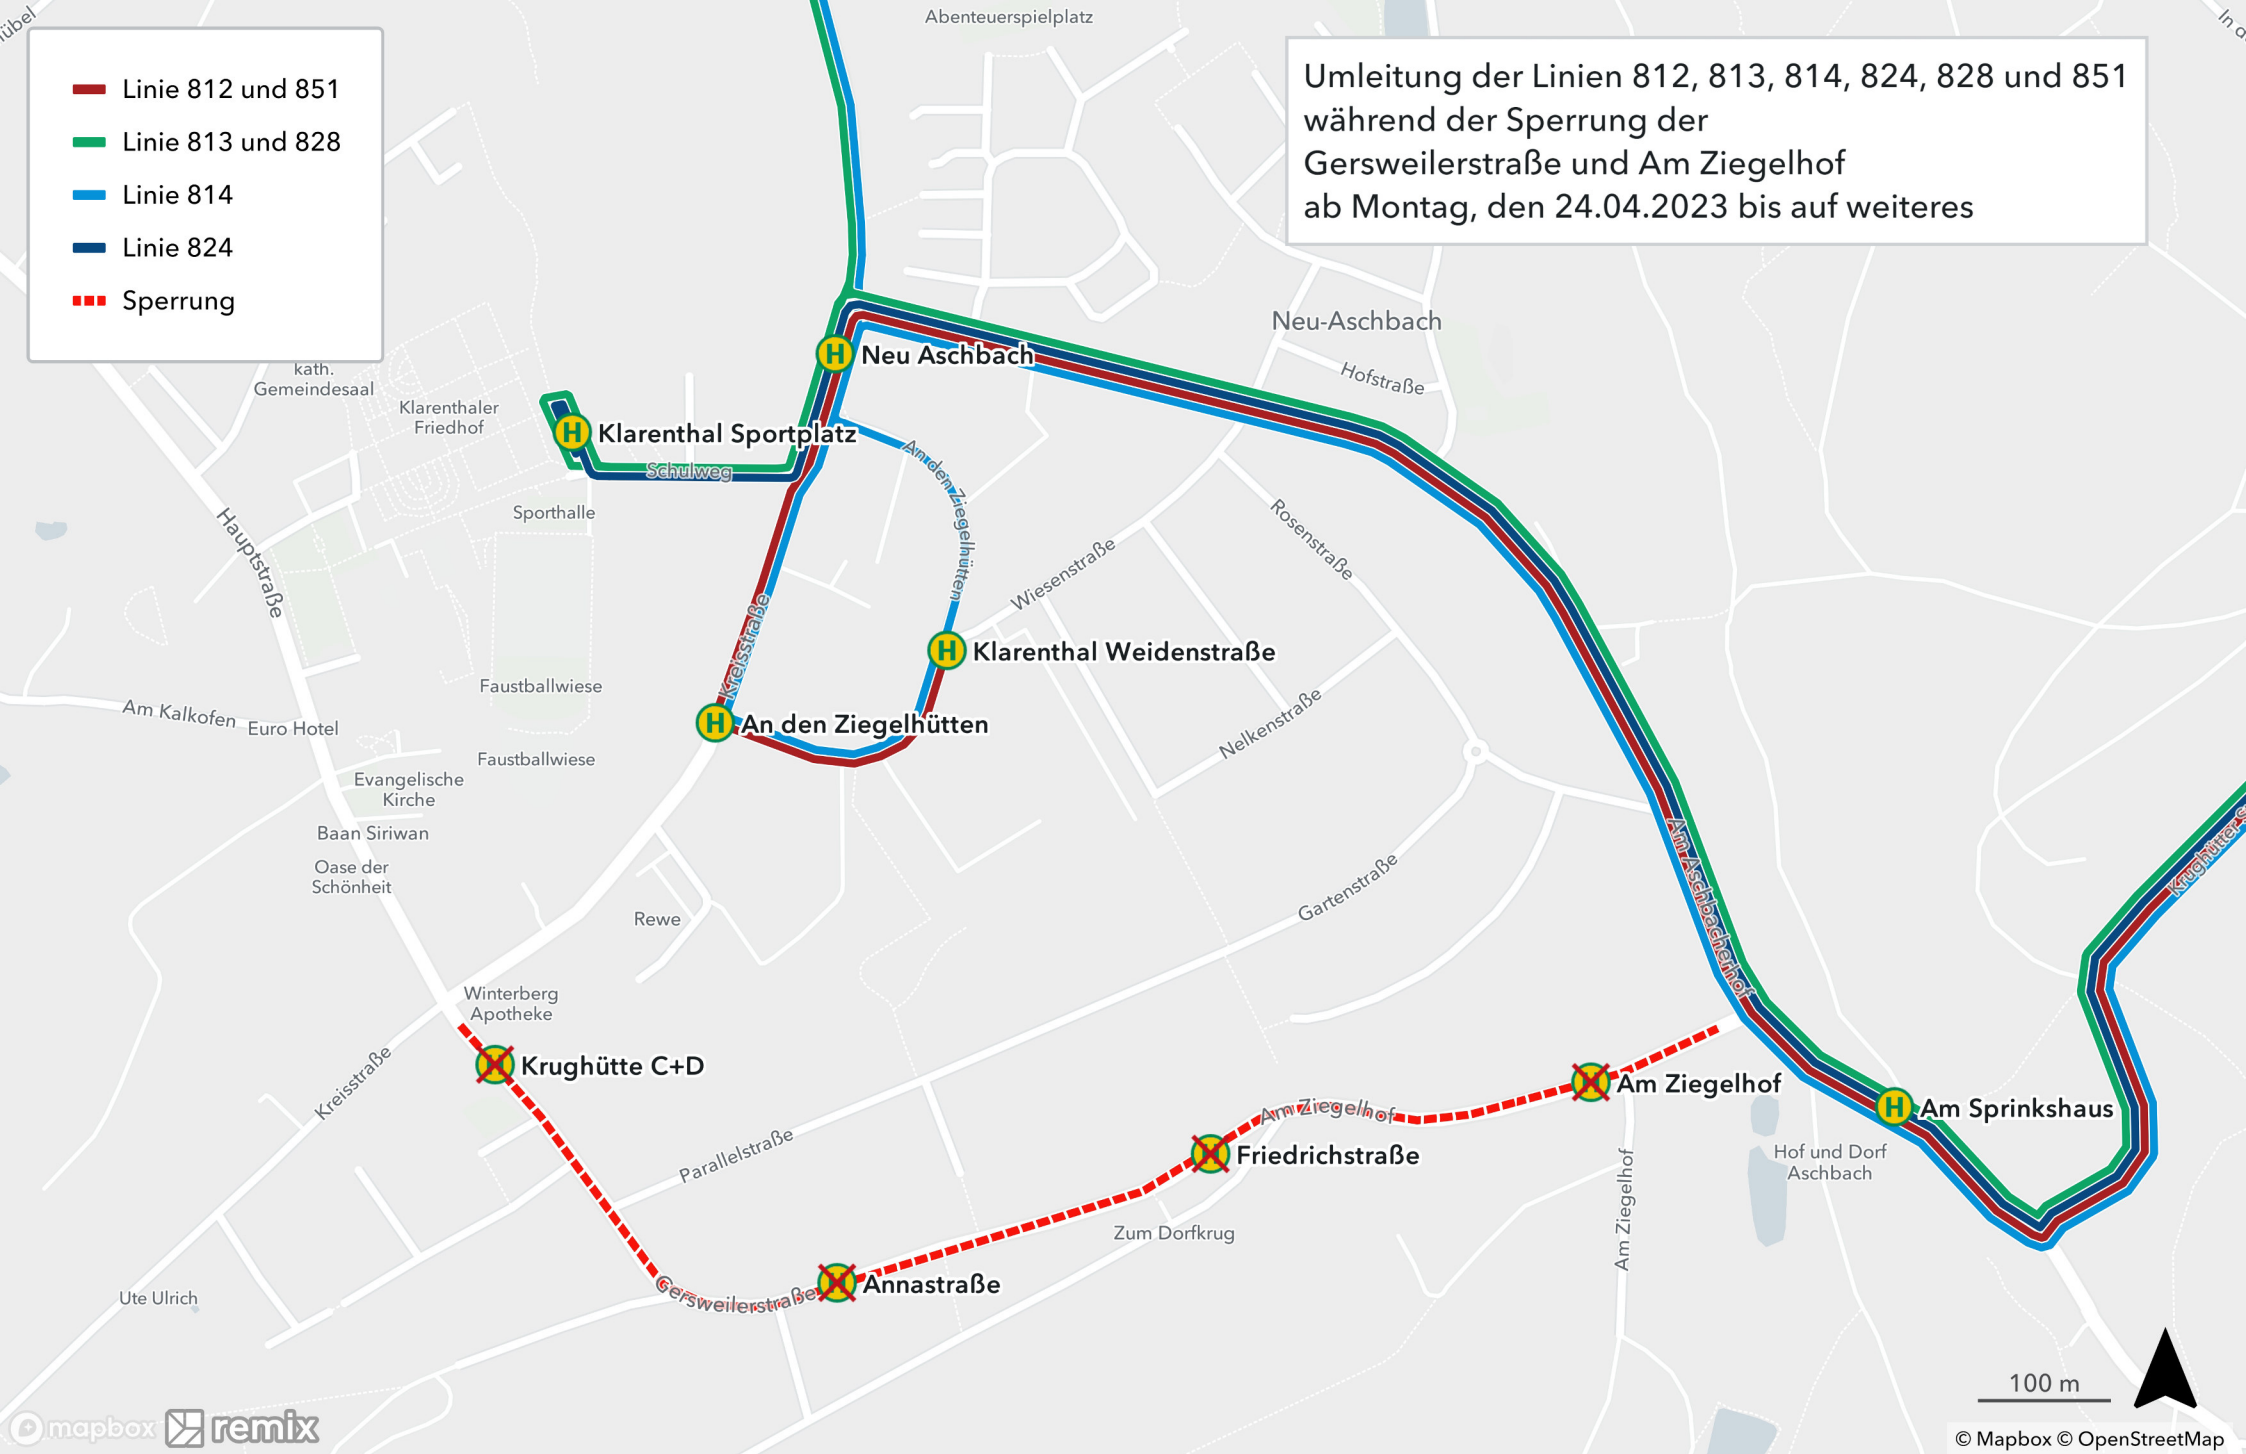 Linie 812 und 851
Linie 813 und 828
Linie 814
Linie 824
Sperrung
Umleitung der Linien 812, 813, 814, 824, 828 und 851
während der Sperrung der
Gersweilerstraße und Am Ziegelhof
ab Montag, den 24.04.2023 bis auf weiteres
Abenteuerspielplatz
Neu-Aschbach
Hofstraße
Neu Aschbach
kath.
Gemeindesaal
Klarenthaler
Friedhof
Klarenthal Sportplatz
Schulweg
An den Ziegelhütten
Sporthalle
Hauptstraße
Rosenstraße
Wiesenstraße
Kreisstraße
Klarenthal Weidenstraße
Faustballwiese
Am Kalkofen
Euro Hotel
An den Ziegelhütten
Nelkenstraße
Faustballwiese
Evangelische
Kirche
Baan Siriwan
Oase der
Schönheit
Rewe
Gartenstraße
Am Aschbacherhof
Krughütter S
Winterberg
Apotheke
Krughütte C+D
Kreisstraße
Am Ziegelhof
Am Ziegelhof
Am Sprinkshaus
Parallelstraße
Friedrichstraße
Hof und Dorf
Aschbach
Am Ziegelhof
Zum Dorfkrug
Annastraße
Gersweilerstraße
Ute Ulrich
100 m
mapbox
remix
© Mapbox © OpenStreetMap